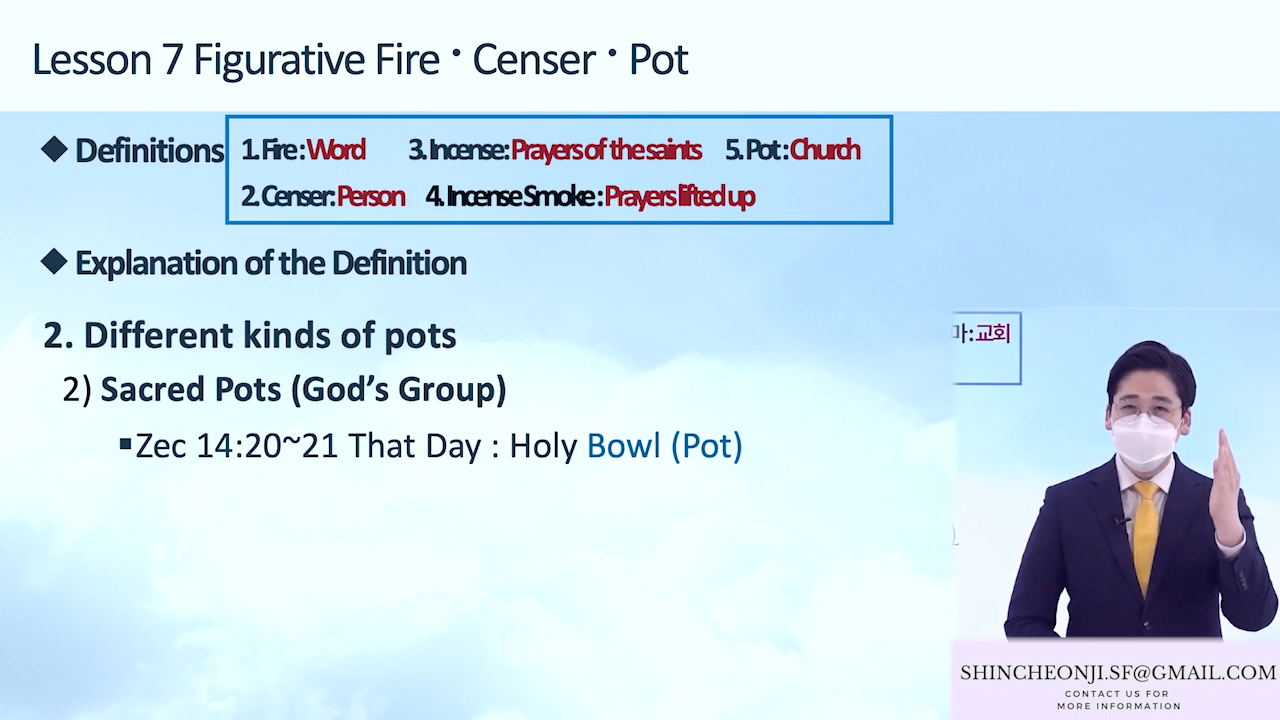 Lesson 7 Figurative Fire · Censer · Pot
◆ Definitions
1. Fire : Word 3. Incense: Prayers of the saints 5. Pot : Church
2. Censer: Person 4. Incense Smoke : Prayers lifted up
◆ Explanation of the Definition
2. Different kinds of pots
2) Sacred Pots (God's Group)
▪Zec 14:20~21 That Day : Holy Bowl (Pot)
마:교회
SHINCHEONJI.SF@GMAIL.COM
CONTACT US FOR
MORE INFORMATION